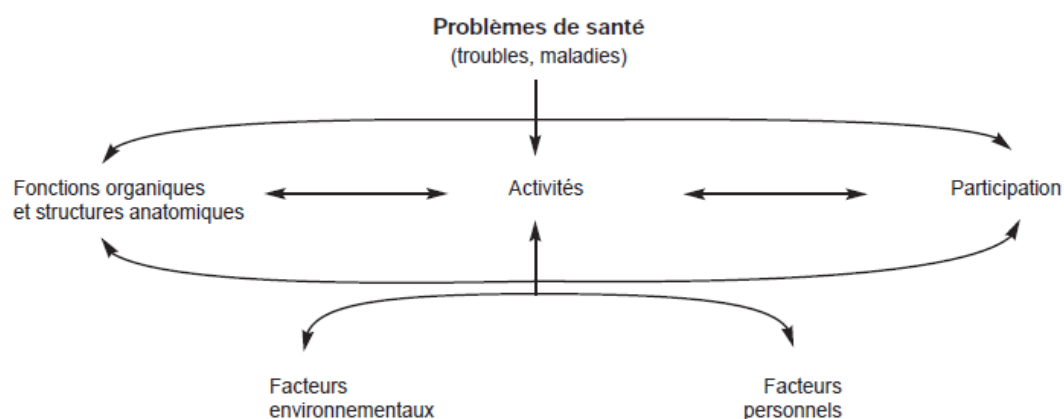 Problèmes de santé
(troubles, maladies)
Fonctions organiques
et structures anatomiques
Activités
Participation
Facteurs
environnementaux
Facteurs
personnels